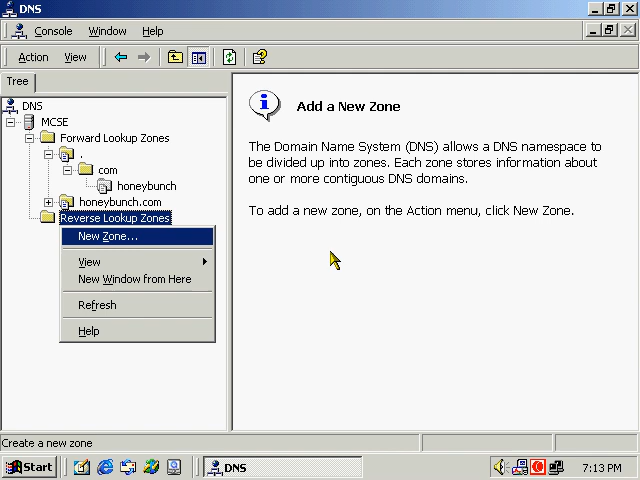 DNS
Console Window Help
Action View
Tree
DNS
MCSE
Forward Lookup Zones
.
com
honeybunch
honeybunch.com
Reverse Lookup Zones
New Zone...
View
New Window from Here
Refresh
Help
Add a New Zone
The Domain Name System (DNS) allows a DNS namespace to
be divided up into zones. Each zone stores information about
one or more contiguous DNS domains.
To add a new zone, on the Action menu, click New Zone.
Create a new zone
Start DNS 7:13 PM